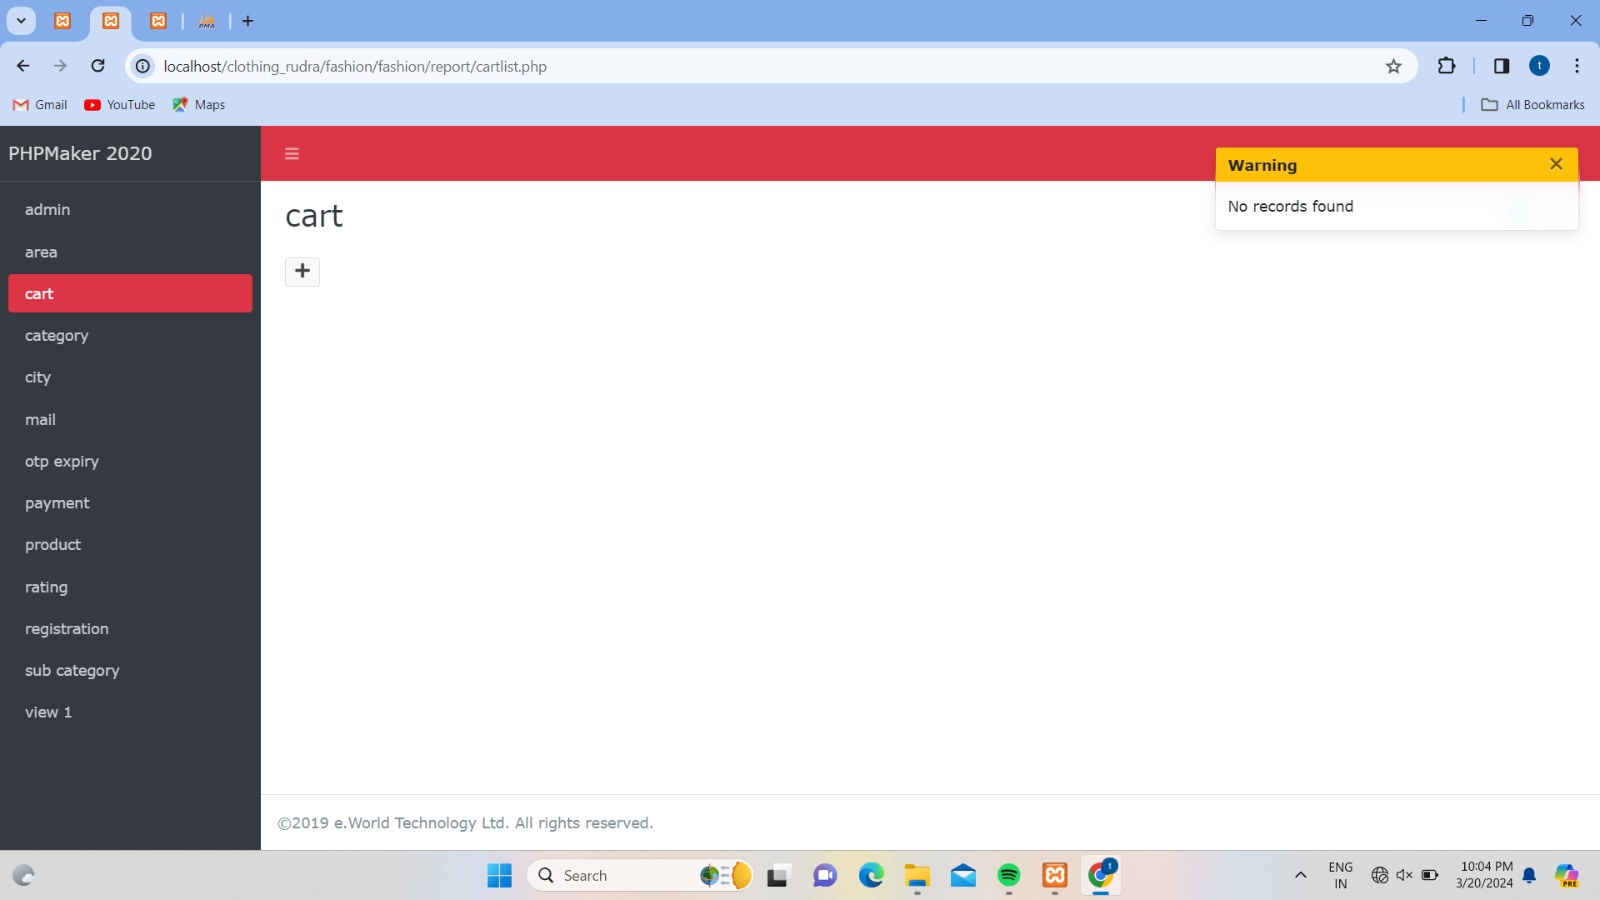 PMA
localhost/clothing_rudra/fashion/fashion/report/cartlist.php
t
Gmail
YouTube
Maps
All Bookmarks
PHPMaker 2020
Warning
No records found
admin
area
cart
category
city
mail
otp expiry
payment
product
rating
registration
sub category
view 1
cart
©2019 e.World Technology Ltd. All rights reserved.
Search
t
ENG
IN
10:04 PM
3/20/2024
PRE